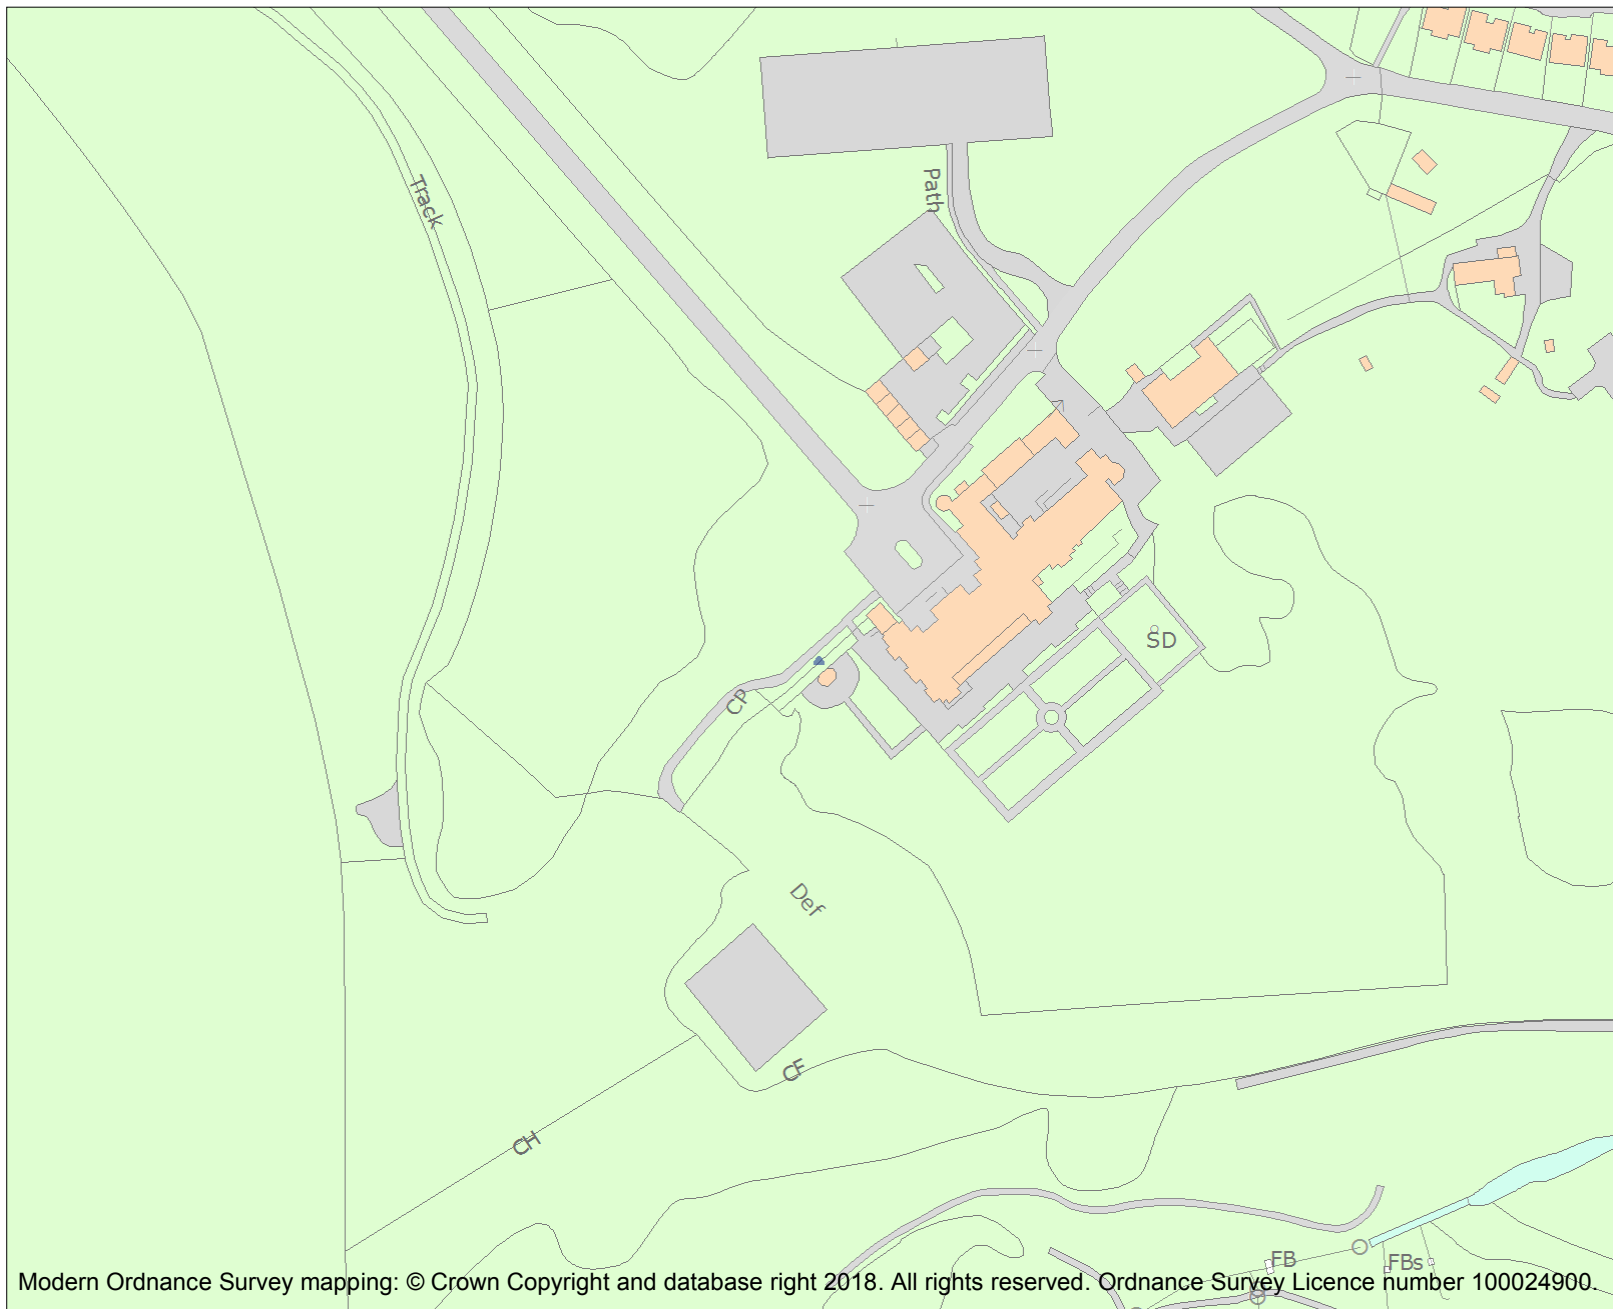 Path
Track
SD
CP
Def
CF
CH
FB
FBs
Modern Ordnance Survey mapping: © Crown Copyright and database right 2018. All rights reserved. Ordnance Survey Licence number 100024900.